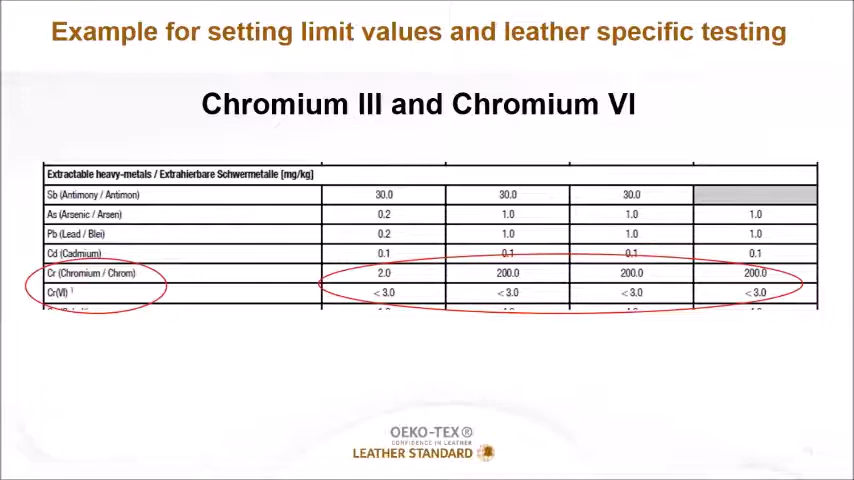 Example for setting limit values and leather specific testing
Chromium III and Chromium VI
Extractable heavy-metals / Extrahierbare Schwermetalle [mg/kg]
Sb (Antimony / Antimon) 30.0 30.0 30.0
As (Arsenic / Arsen) 0.2 1.0 1.0 1.0
Pb (Lead / Blei) 0.2 1.0 1.0 1.0
Cd (Cadmium) 0.1 0.1 0.1 0.1
Cr (Chromium / Chrom) 2.0 200.0 200.0 200.0
Cr(VI) ¹ < 3.0 < 3.0 < 3.0 < 3.0
OEKO-TEX®
CONFIDENCE IN LEATHER
LEATHER STANDARD